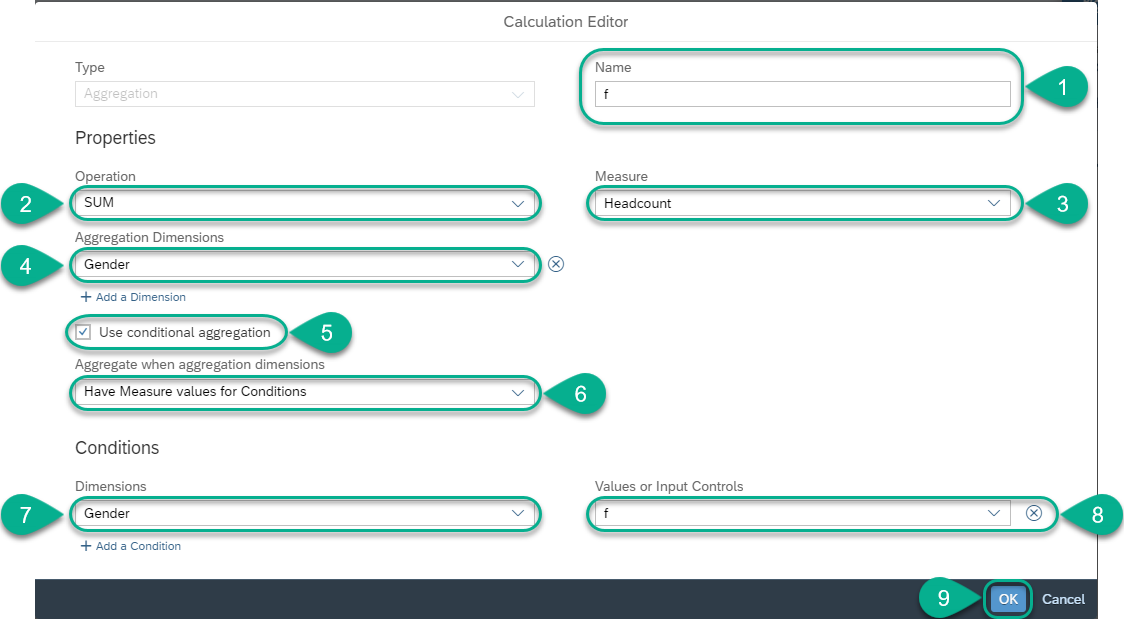 Calculation Editor
Type
Name
Aggregation
f
1
Properties
Operation
Measure
2
SUM
Headcount
3
Aggregation Dimensions
4
Gender
+ Add a Dimension
Use conditional aggregation
5
Aggregate when aggregation dimensions
Have Measure values for Conditions
6
Conditions
Dimensions
Values or Input Controls
7
Gender
f
8
+ Add a Condition
9
OK
Cancel